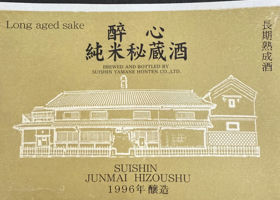 Long aged sake
醉心
純米秘蔵酒
BREWED AND BOTTLED BY
SUISHIN YAMANE HONTEN CO.,LTD.
長期熟成酒
SUISHIN
JUNMAI HIZOUSHU
1996年醸造